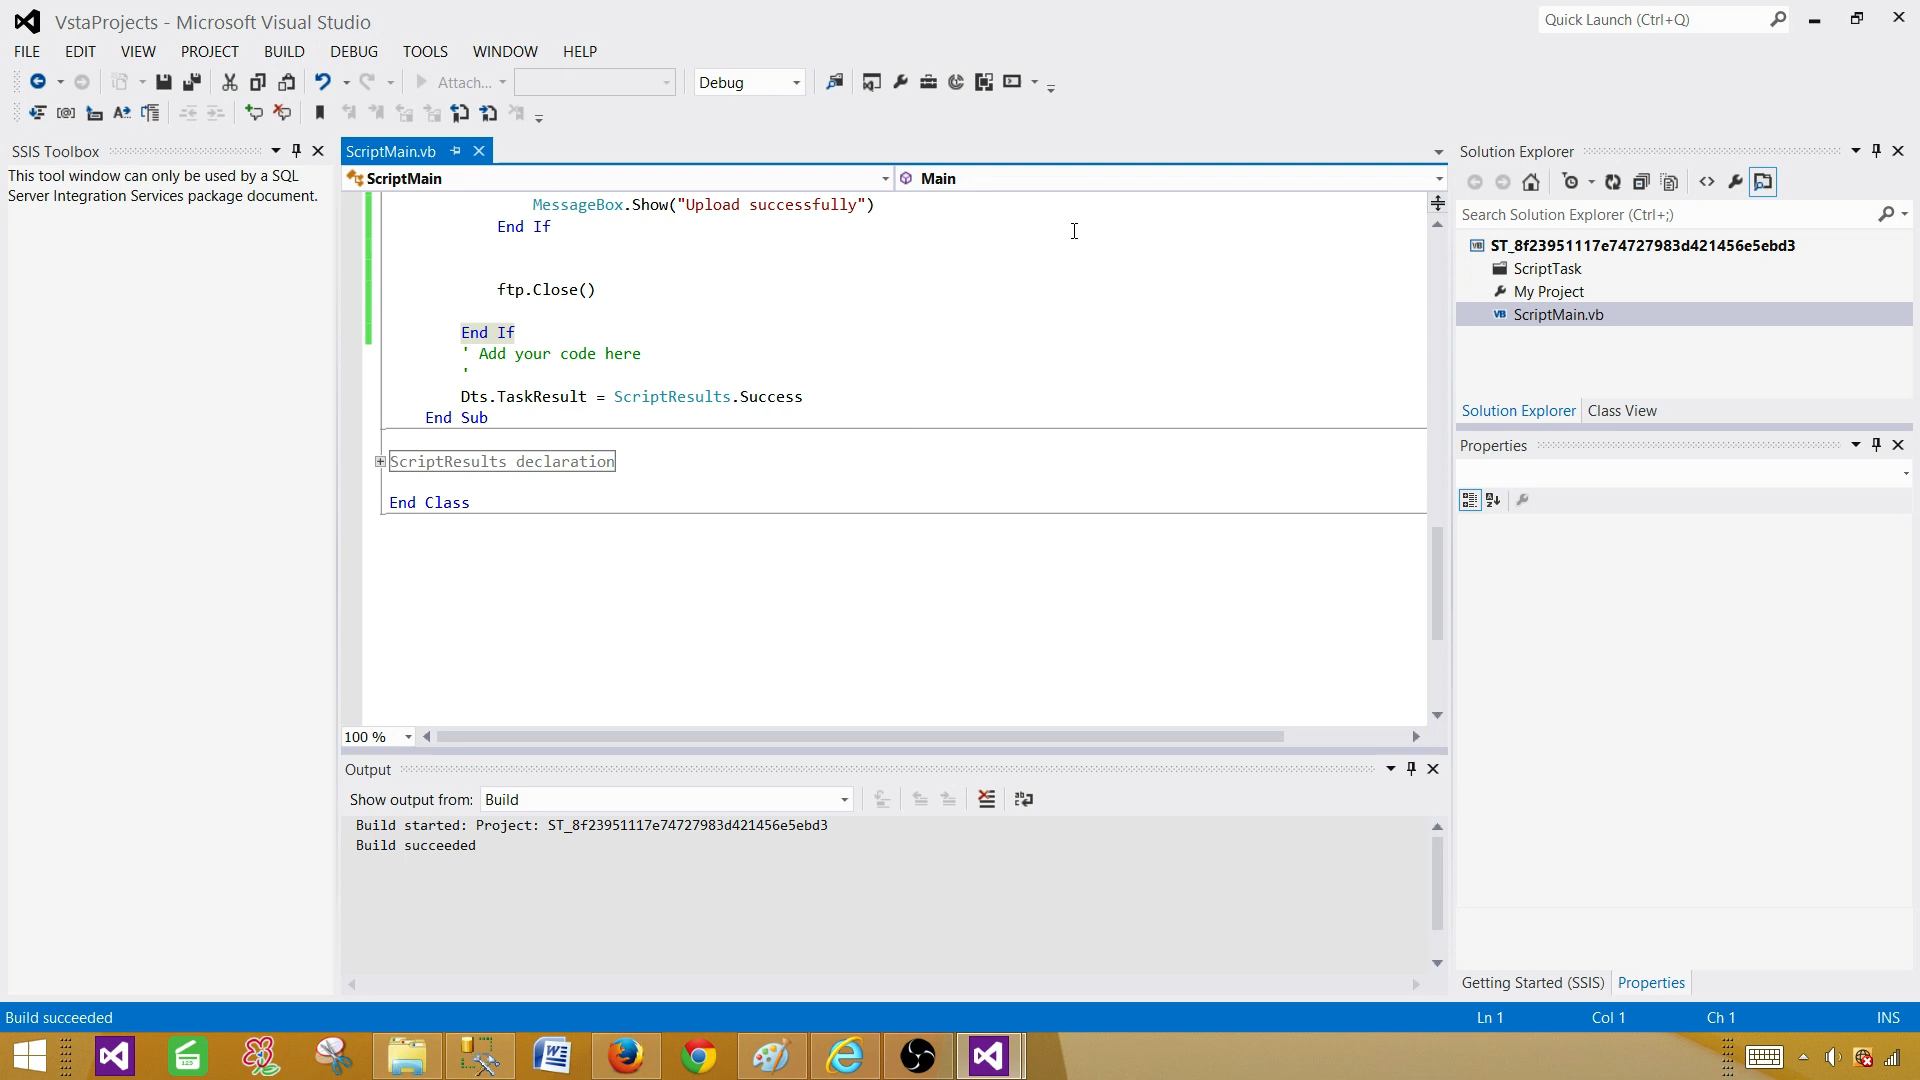 VstaProjects - Microsoft Visual Studio
Quick Launch (Ctrl+Q)
FILE EDIT VIEW PROJECT BUILD DEBUG TOOLS WINDOW HELP
Attach...
Debug
SSIS Toolbox
This tool window can only be used by a SQL
Server Integration Services package document.
ScriptMain.vb
ScriptMain
Main
MessageBox.Show("Upload successfully")
End If
ftp.Close()
End If
' Add your code here
'
Dts.TaskResult = ScriptResults.Success
End Sub
ScriptResults declaration
End Class
100 %
Output
Show output from: Build
Build started: Project: ST_8f23951117e74727983d421456e5ebd3
Build succeeded
Solution Explorer
Search Solution Explorer (Ctrl+;)
VB ST_8f23951117e74727983d421456e5ebd3
ScriptTask
My Project
VB ScriptMain.vb
Solution Explorer Class View
Properties
Getting Started (SSIS) Properties
Build succeeded
Ln 1 Col 1 Ch 1 INS
123